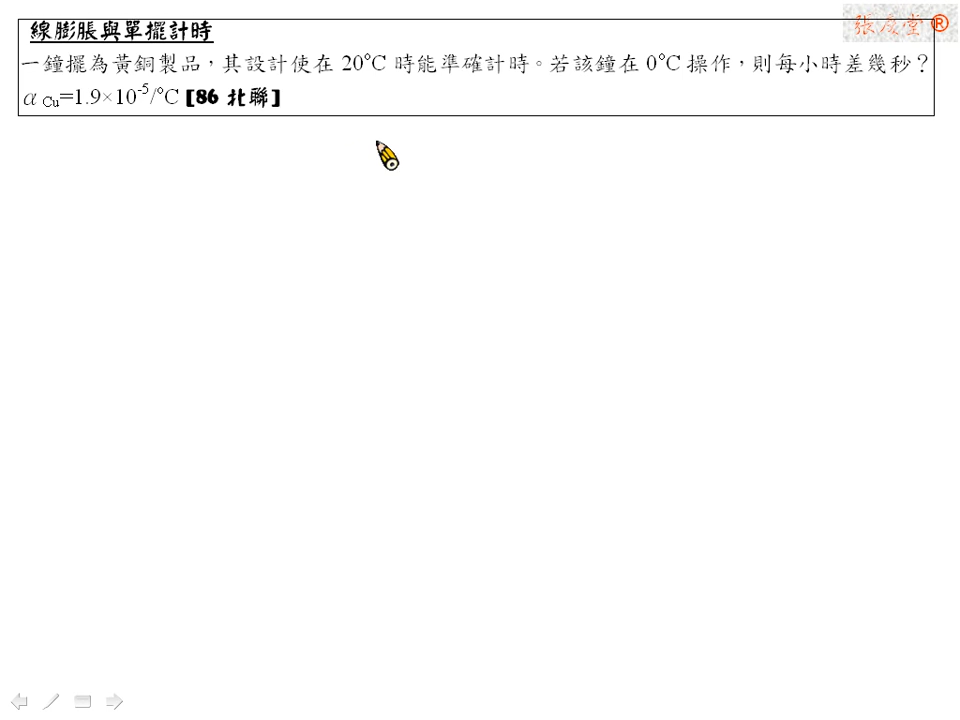 張成堂®
線膨脹與單擺計時
一鐘擺為黃銅製品，其設計使在 20°C 時能準確計時。若該鐘在 0°C 操作，則每小時差幾秒？
α Cu=1.9×10-5/°C [86 北聯]